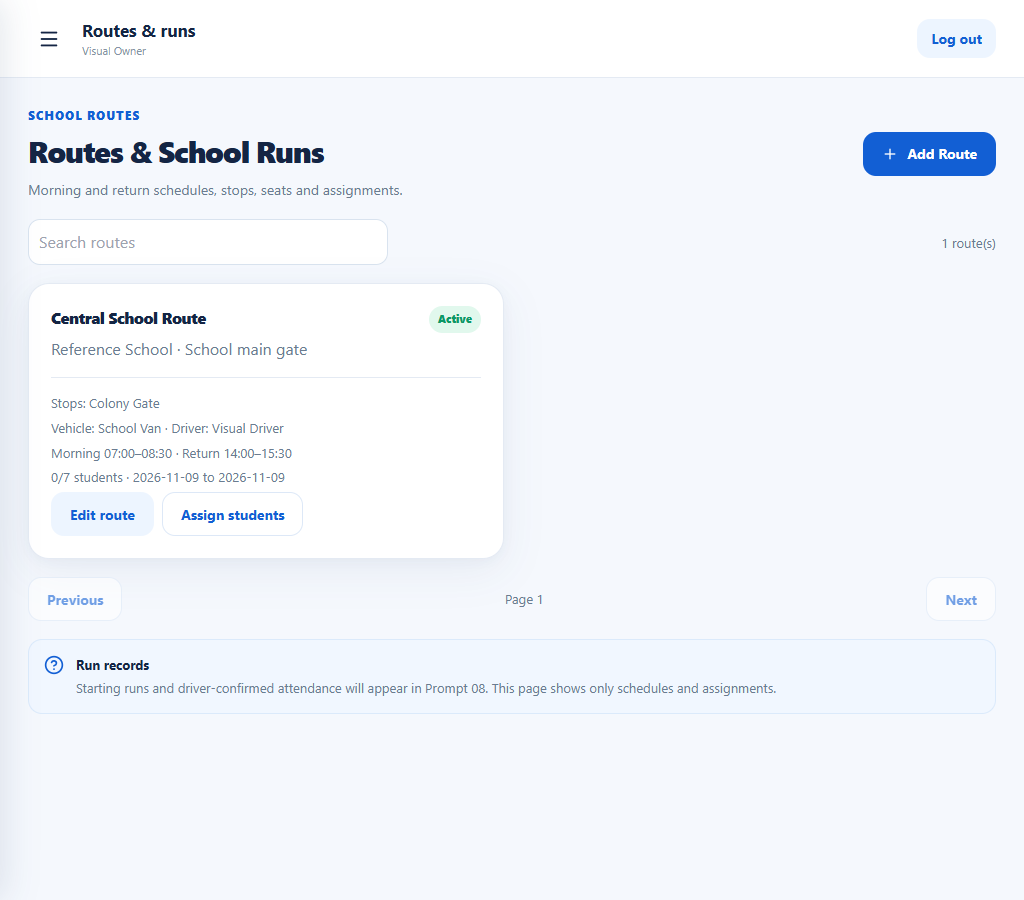 Routes & runs
Visual Owner
Log out
SCHOOL ROUTES
Routes & School Runs
Morning and return schedules, stops, seats and assignments.
+ Add Route
Search routes
1 route(s)
Central School Route
Active
Reference School · School main gate
Stops: Colony Gate
Vehicle: School Van · Driver: Visual Driver
Morning 07:00–08:30 · Return 14:00–15:30
0/7 students · 2026-11-09 to 2026-11-09
Edit route
Assign students
Previous
Page 1
Next
Run records
Starting runs and driver-confirmed attendance will appear in Prompt 08. This page shows only schedules and assignments.